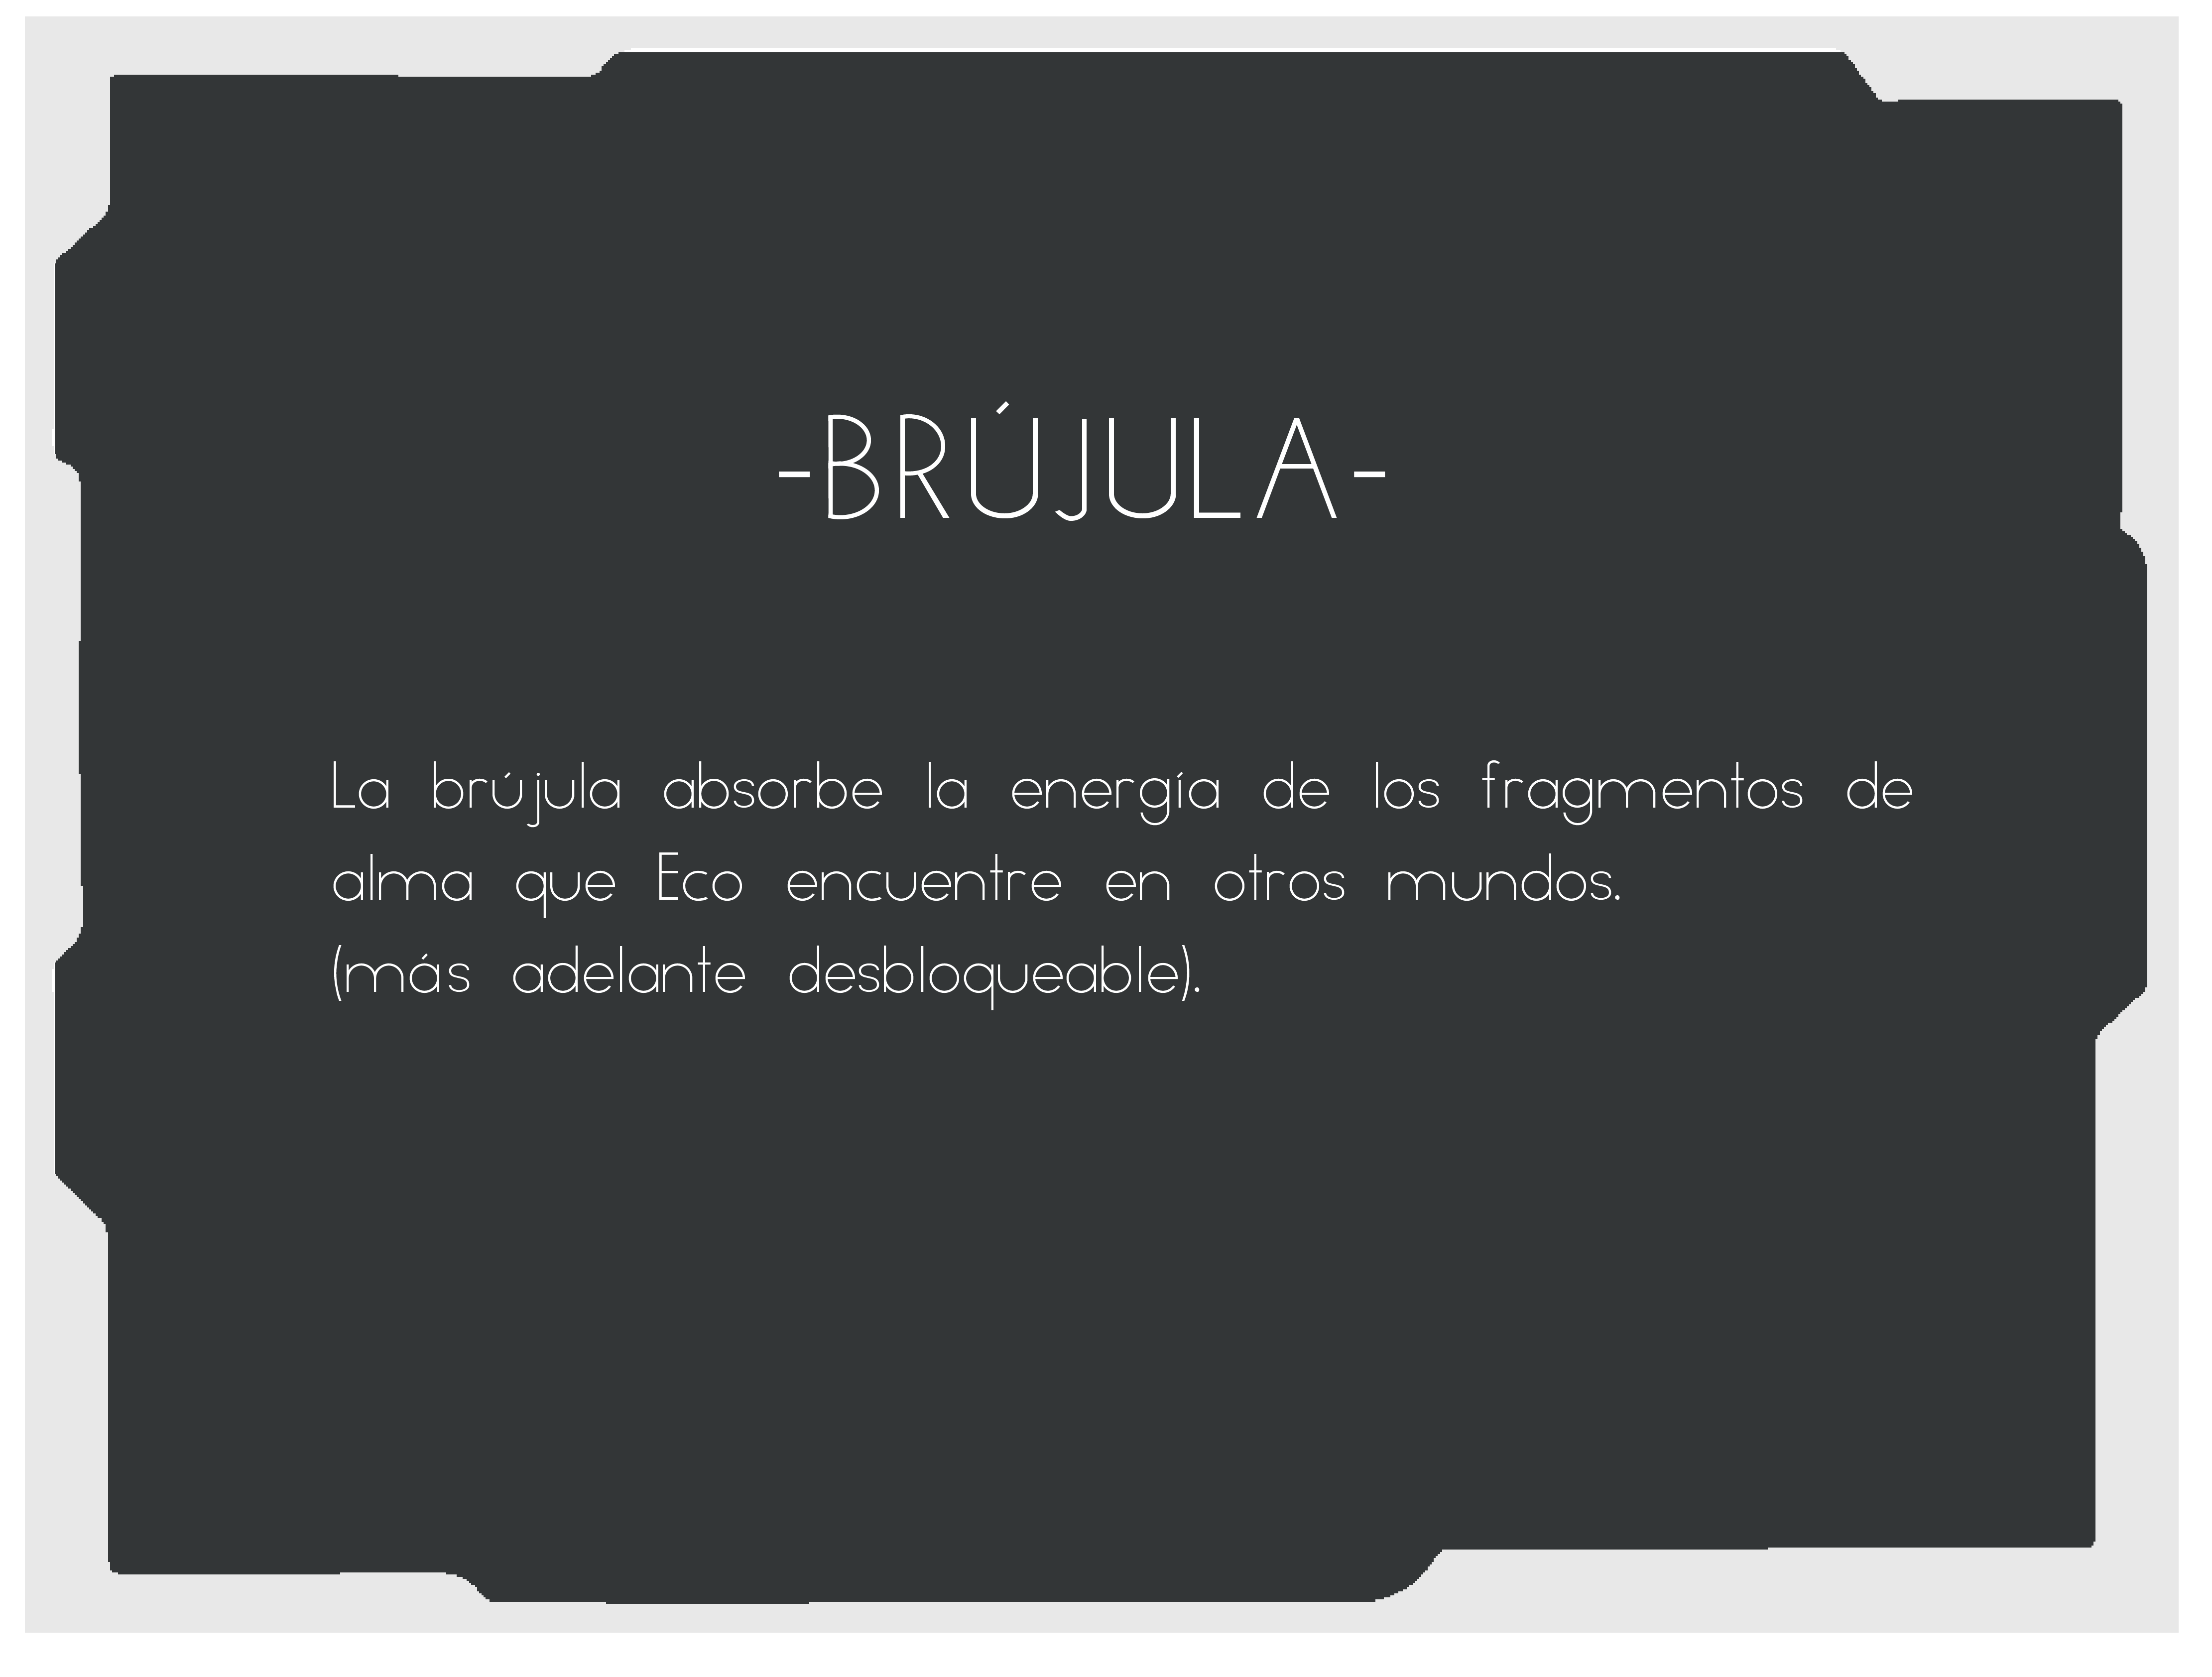 -BRÚJULA-
La brújula absorbe la energía de los fragmentos de
alma que Eco encuentre en otros mundos.
(más adelante desbloqueable).